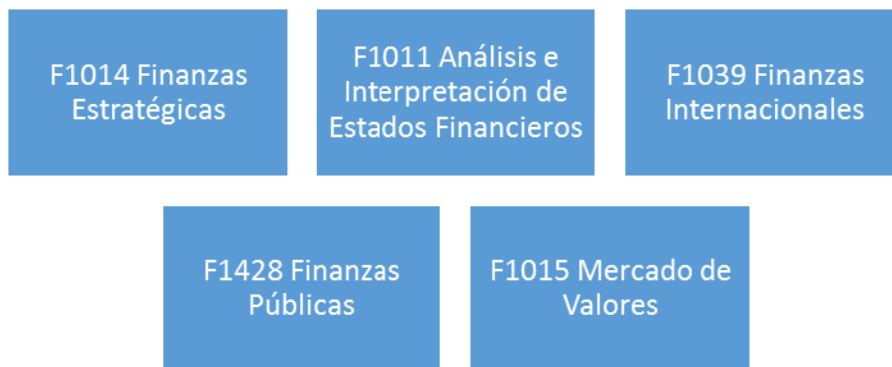 F1014 Finanzas
Estratégicas
F1011 Análisis e
Interpretación de
Estados Financieros
F1039 Finanzas
Internacionales
F1428 Finanzas
Públicas
F1015 Mercado de
Valores